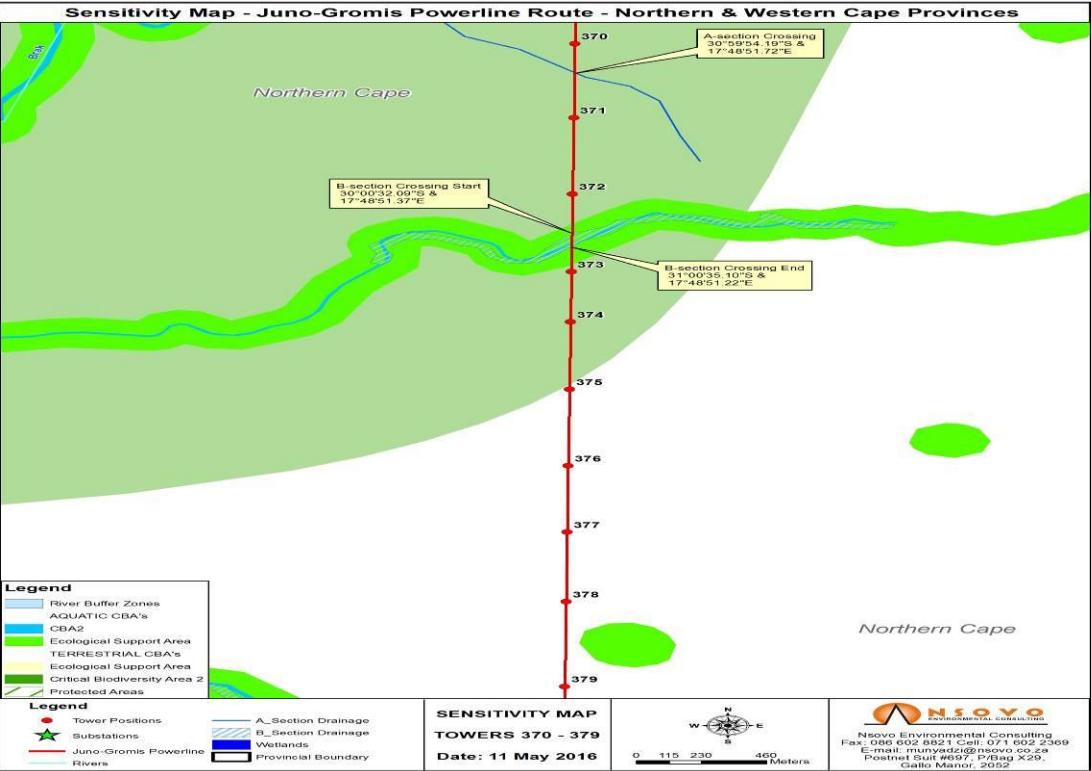 Sensitivity Map - Juno-Gromis Powerline Route - Northern & Western Cape Provinces
370
A-section Crossing
30°59'54.19"S &
17°48'51.72"E
Brak
Northern Cape
371
B-section Crossing Start
30°00'32.09"S &
17°48'51.37"E
372
373
B-section Crossing End
31°00'35.10"S &
17°48'51.22"E
374
375
376
377
378
Northern Cape
379
Legend
River Buffer Zones
AQUATIC CBA's
CBA2
Ecological Support Area
TERRESTRIAL CBA's
Ecological Support Area
Critical Biodiversity Area 2
Protected Areas
Legend
Tower Positions
Substations
Juno-Gromis Powerline
Rivers
A_Section Drainage
B_Section Drainage
Wetlands
Provincial Boundary
SENSITIVITY MAP
TOWERS 370 - 379
Date: 11 May 2016
N
W E
S
0 115 230 460
Meters
NSOVO
ENVIRONMENTAL CONSULTING
Nsovo Environmental Consulting
Fax: 086 602 8821 Cell: 071 602 2369
E-mail: munyadzi@nsovo.co.za
Postnet Suit #697, P/Bag X29,
Gallo Manor, 2052